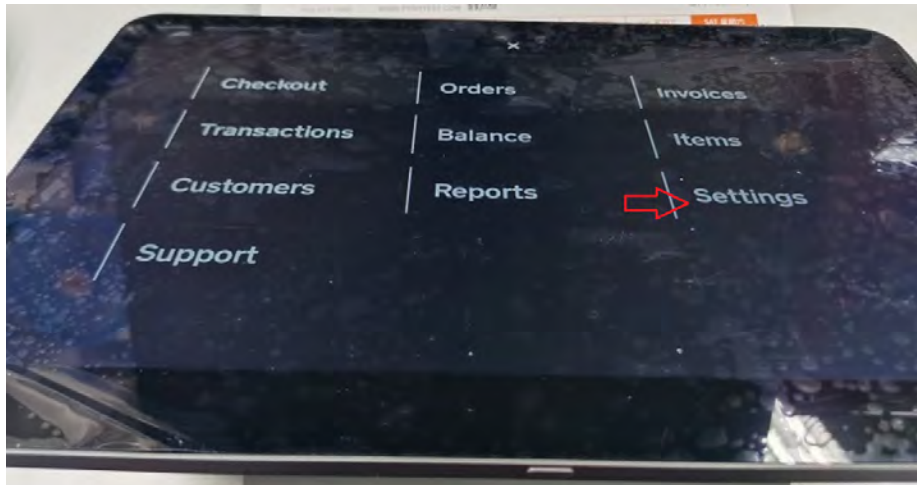 ×
Checkout Orders Invoices
Transactions Balance Items
Customers Reports Settings
Support